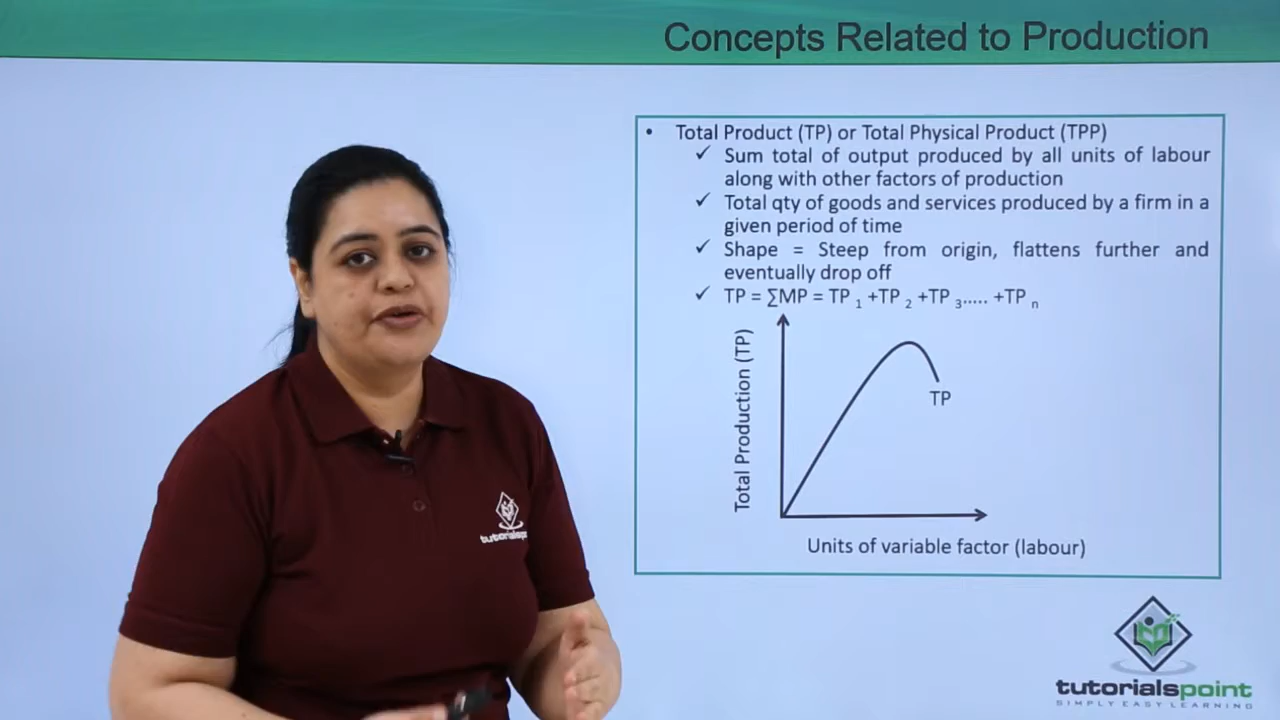 Concepts Related to Production
• Total Product (TP) or Total Physical Product (TPP)
✓ Sum total of output produced by all units of labour
along with other factors of production
✓ Total qty of goods and services produced by a firm in a
given period of time
✓ Shape = Steep from origin, flattens further and
eventually drop off
✓ TP = ∑MP = TP 1 +TP 2 +TP 3..... +TP n
Total Production (TP)
TP
Units of variable factor (labour)
tutorialspoint
tutorialspoint
SIMPLY EASY LEARNING